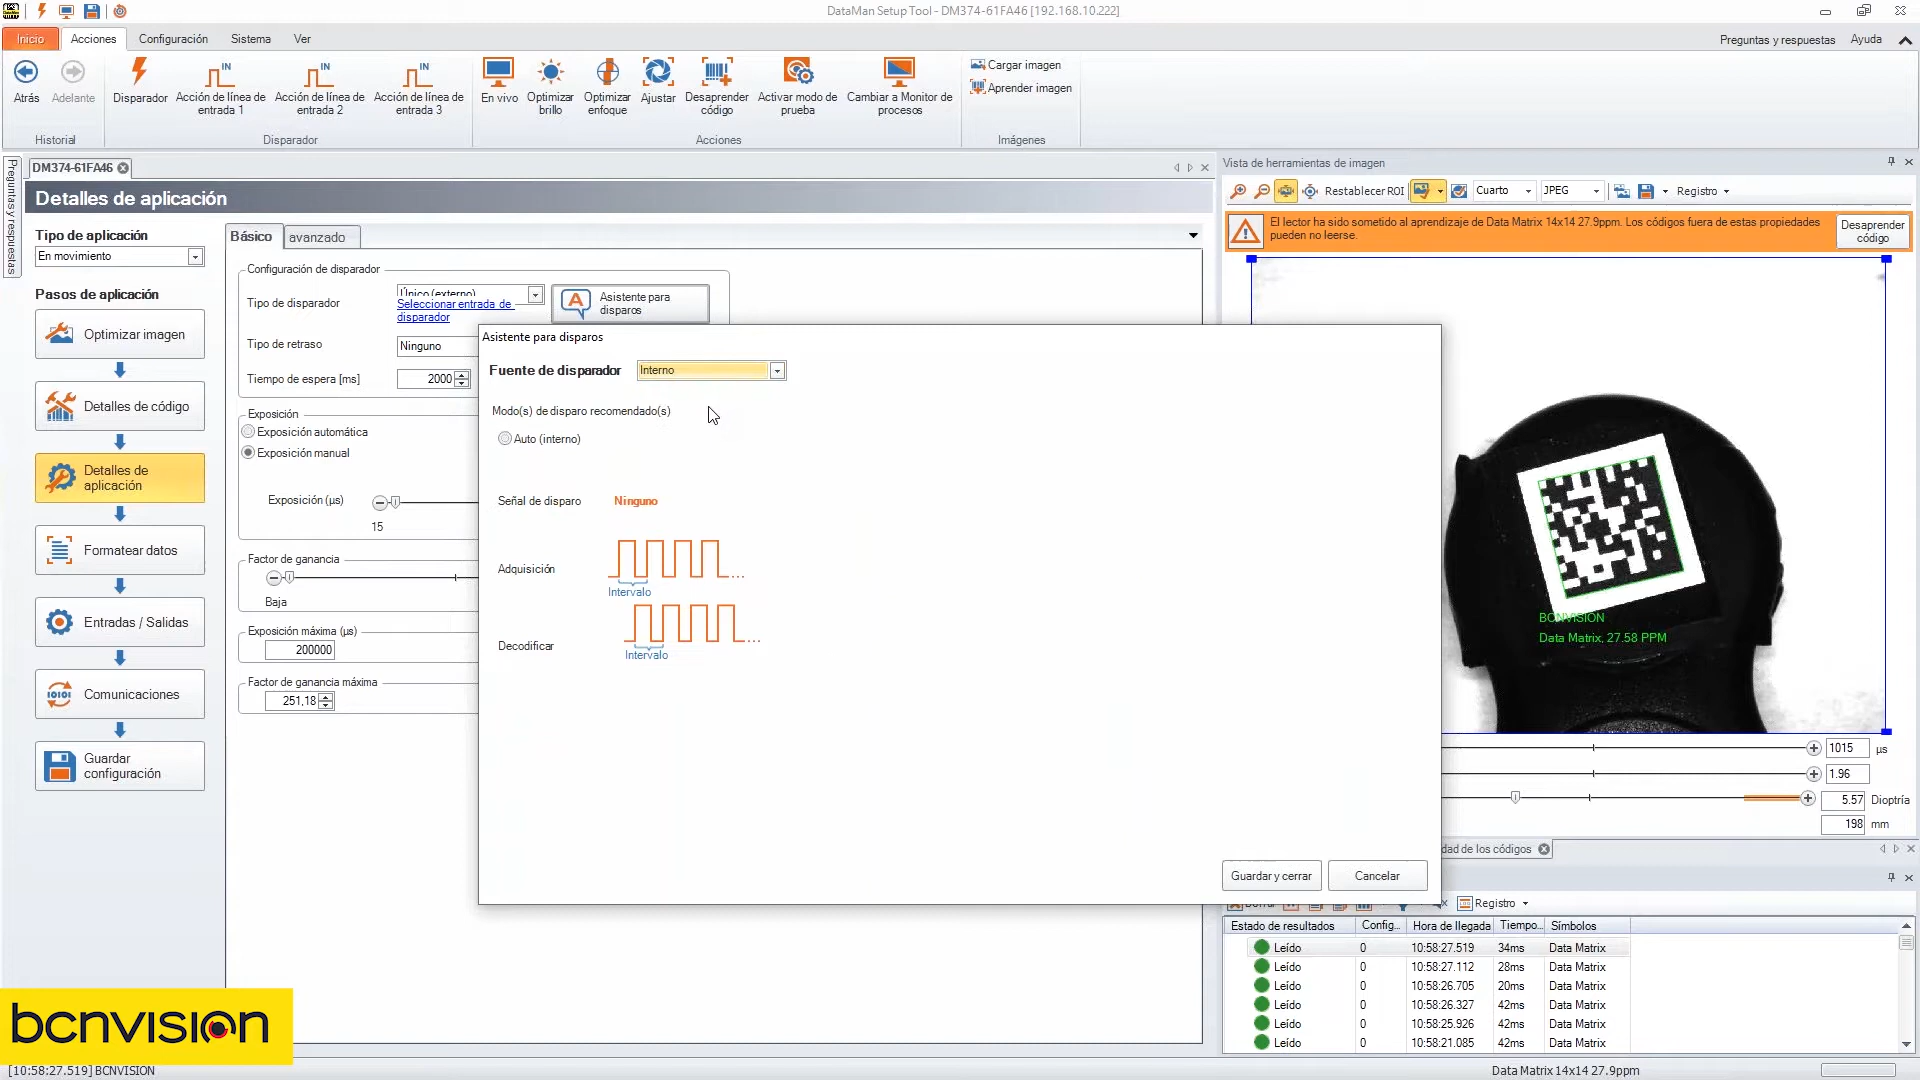 DataMan Setup Tool - DM374-61FA46 [192.168.10.222]
Inicio
Acciones
Configuración
Sistema
Ver
Preguntas y respuestas
Ayuda
Atrás
Adelante
Historial
Disparador
Acción de línea de
entrada 1
Acción de línea de
entrada 2
Acción de línea de
entrada 3
IN
IN
IN
Disparador
En vivo
Optimizar
brillo
Optimizar
enfoque
Ajustar
Desaprender
código
Activar modo de
prueba
Cambiar a Monitor de
procesos
Acciones
Cargar imagen
Aprender imagen
Imágenes
Preguntas y respuestas
DM374-61FA46
Detalles de aplicación
Tipo de aplicación
En movimiento
Pasos de aplicación
Optimizar imagen
Detalles de código
Detalles de
aplicación
Formatear datos
Entradas / Salidas
Comunicaciones
Guardar
configuración
Básico
avanzado
Configuración de disparador
Tipo de disparador
Único (externo)
Seleccionar entrada de
disparador
A
Asistente para
disparos
Tipo de retraso
Ninguno
Tiempo de espera [ms]
2000
Exposición
Exposición automática
Exposición manual
Exposición (µs)
15
Factor de ganancia
Baja
Exposición máxima (µs)
200000
Factor de ganancia máxima
251,18
Asistente para disparos
Fuente de disparador
Interno
Modo(s) de disparo recomendado(s)
Auto (interno)
Señal de disparo
Ninguno
Adquisición
Intervalo
Decodificar
Intervalo
Guardar y cerrar
Cancelar
Vista de herramientas de imagen
Restablecer ROI
Cuarto
JPEG
Registro
El lector ha sido sometido al aprendizaje de Data Matrix 14x14 27.9ppm. Los códigos fuera de estas propiedades
pueden no leerse.
Desaprender
código
BCNVISION
Data Matrix, 27.58 PPM
1015 µs
1.96
5.57 Dioptría
198 mm
dad de los códigos
Registro
Estado de resultados Config... Hora de llegada Tiempo... Símbolos
Leído 0 10:58:27.519 34ms Data Matrix
Leído 0 10:58:27.112 28ms Data Matrix
Leído 0 10:58:26.705 20ms Data Matrix
Leído 0 10:58:26.327 42ms Data Matrix
Leído 0 10:58:25.926 42ms Data Matrix
Leído 0 10:58:21.085 42ms Data Matrix
bcnvision
[10:58:27.519] BCNVISION
Data Matrix 14x14 27.9ppm